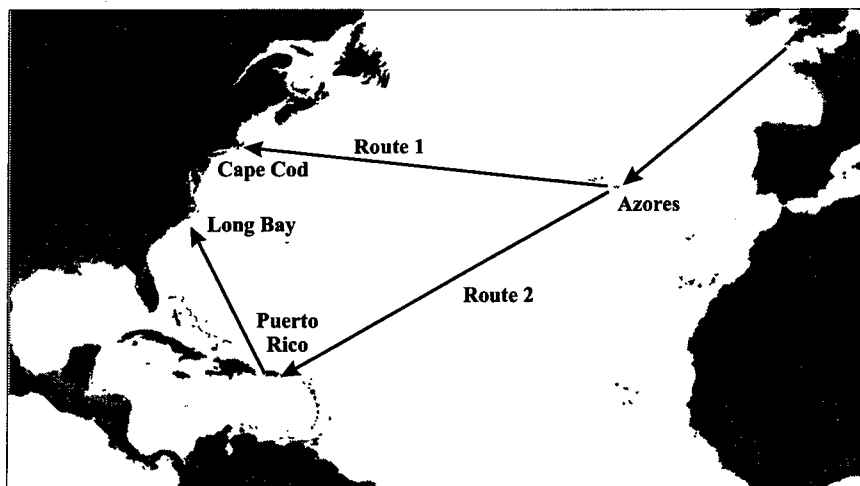 Route 1
Cape Cod
Azores
Long Bay
Route 2
Puerto
Rico